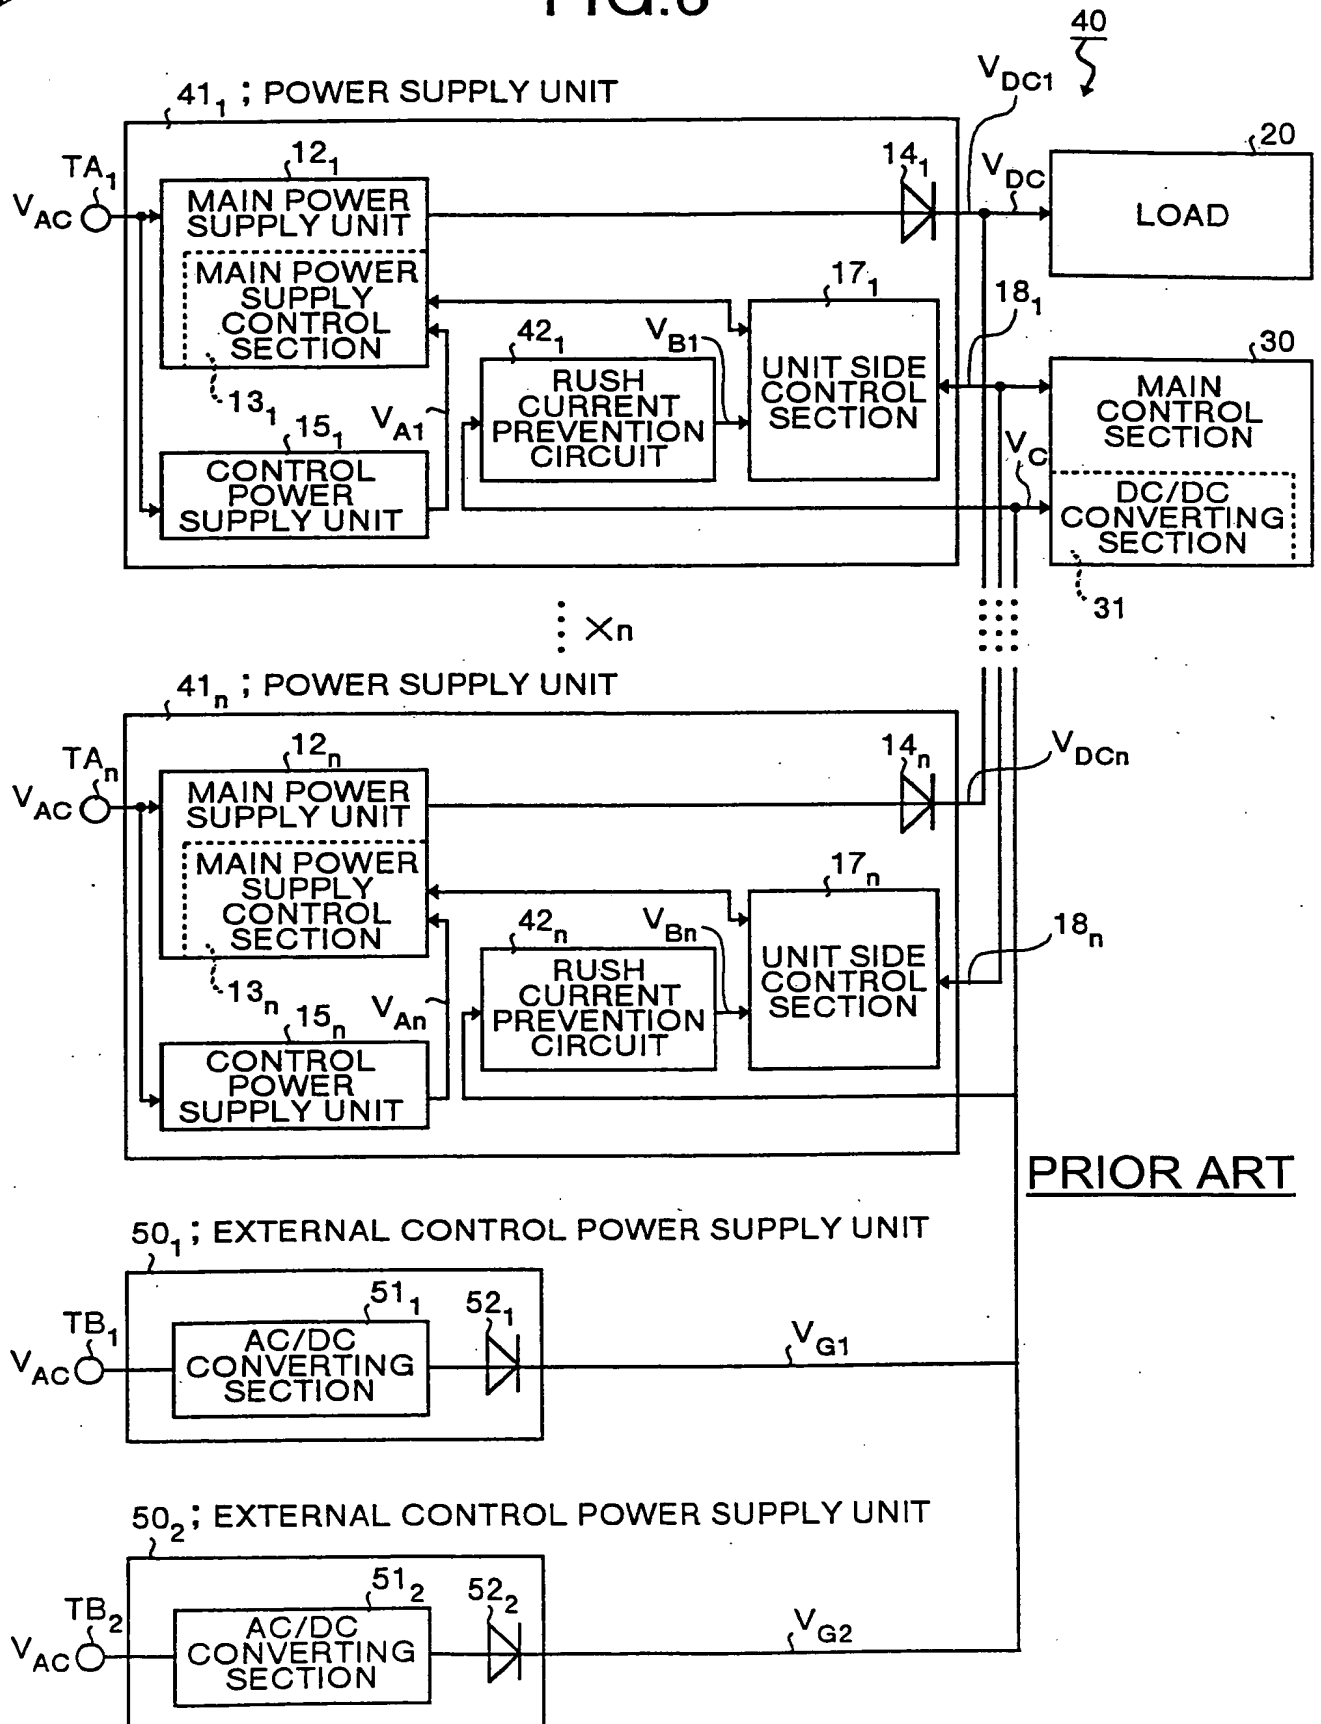 FIG.8
40
41₁ ; POWER SUPPLY UNIT
V_DC1
TA₁
V_AC
12₁
MAIN POWER
SUPPLY UNIT
MAIN POWER
SUPPLY
CONTROL
SECTION
13₁
14₁
V_DC
20
LOAD
17₁
UNIT SIDE
CONTROL
SECTION
18₁
42₁
RUSH
CURRENT
PREVENTION
CIRCUIT
V_B1
V_A1
15₁
CONTROL
POWER
SUPPLY UNIT
30
MAIN
CONTROL
SECTION
V_C
DC/DC
CONVERTING
SECTION
31
Xn
41ₙ ; POWER SUPPLY UNIT
TAₙ
V_AC
12ₙ
MAIN POWER
SUPPLY UNIT
MAIN POWER
SUPPLY
CONTROL
SECTION
13ₙ
14ₙ
V_DCn
17ₙ
UNIT SIDE
CONTROL
SECTION
18ₙ
42ₙ
RUSH
CURRENT
PREVENTION
CIRCUIT
V_Bn
V_An
15ₙ
CONTROL
POWER
SUPPLY UNIT
PRIOR ART
50₁ ; EXTERNAL CONTROL POWER SUPPLY UNIT
TB₁
V_AC
51₁
AC/DC
CONVERTING
SECTION
52₁
V_G1
50₂ ; EXTERNAL CONTROL POWER SUPPLY UNIT
TB₂
V_AC
51₂
AC/DC
CONVERTING
SECTION
52₂
V_G2